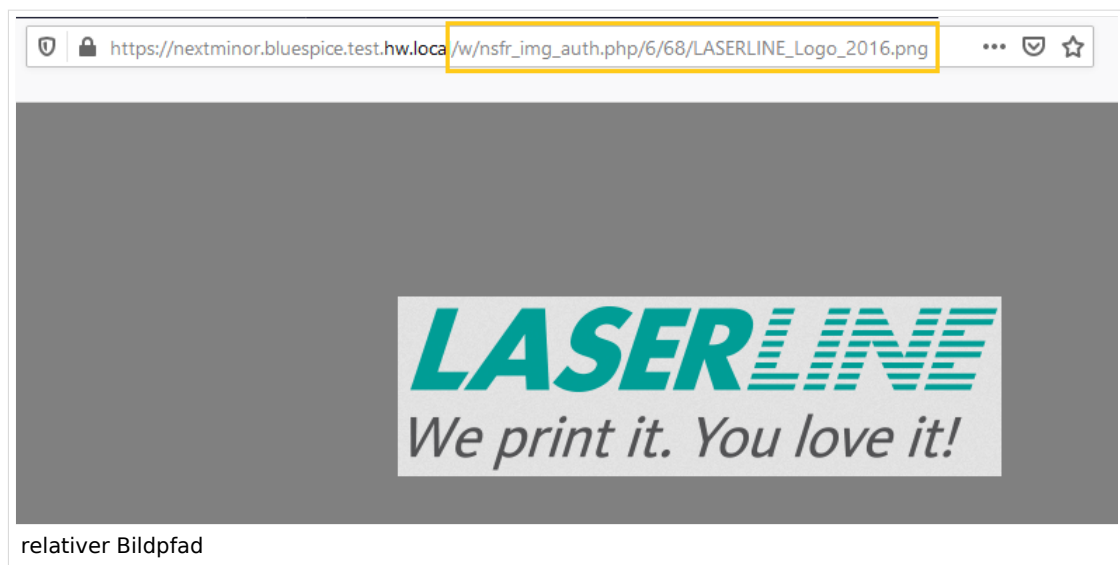 https://nextminor.bluespice.test.hw.loca/w/nsfr_img_auth.php/6/68/LASERLINE_Logo_2016.png
LASERLINE
We print it. You love it!
relativer Bildpfad